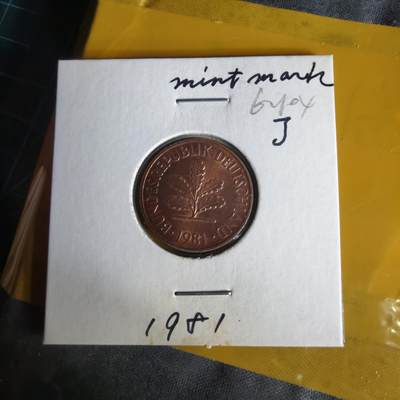 mint mark
J
BUNDESREPUBLIK DEUTSCHLAND
1981
1981